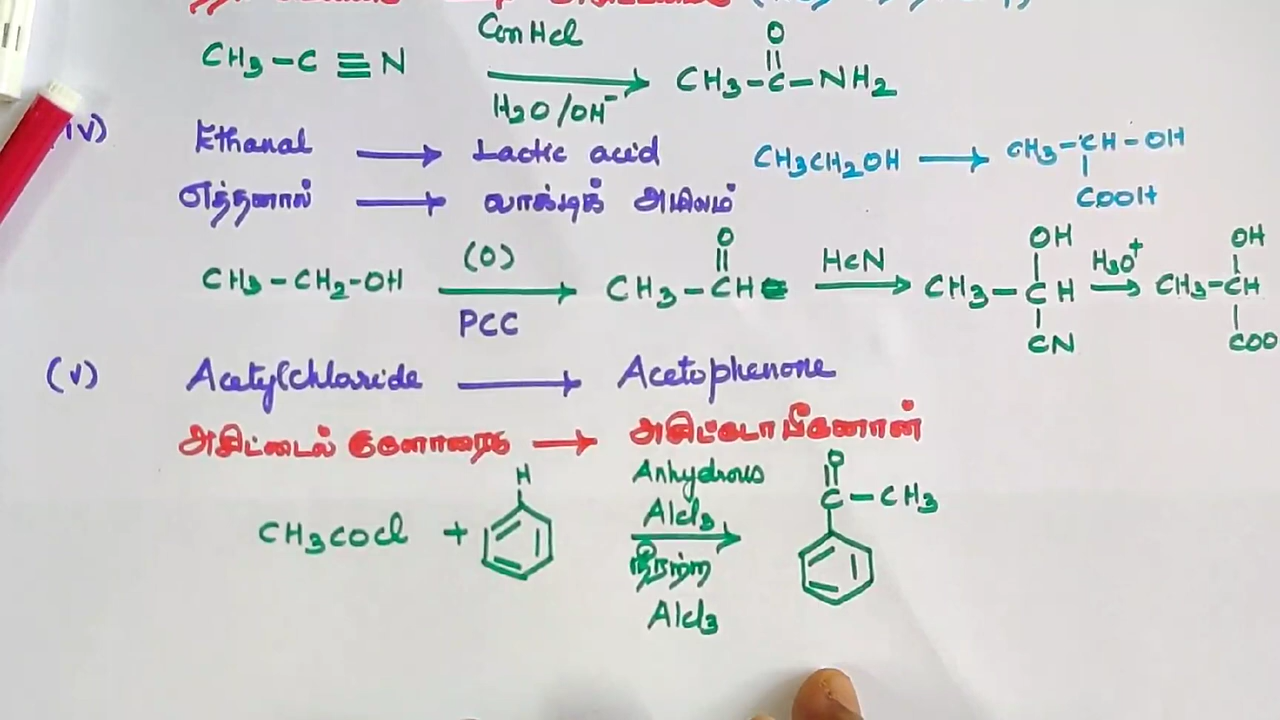 Con Hcl
O
CH3-C≡N → CH3-C-NH2
H2O/OH⁻
IV) Ethanal → Lactic acid CH3CH2OH → CH3-CH-OH
COOH
எத்தனால் → லாக்டிக் அமிலம்
(O) O HCN OH H3O⁺ OH
CH3-CH2-OH → CH3-CH → CH3-CH → CH3-CH
PCC CN COO
(V) Acetylchloride → Acetophenone
அசிட்டைல் குளோரைடு → அசிட்டோ பீனோன்
H Anhydrous O
Alcl3 C-CH3
CH3COCl + →
நீரற்ற
Alcl3